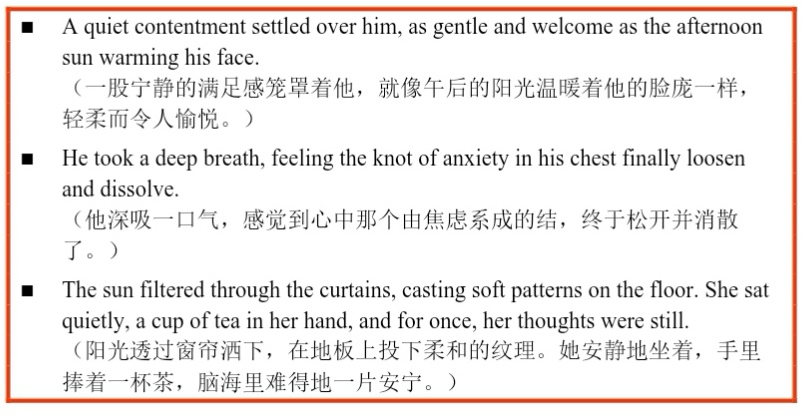 ■ A quiet contentment settled over him, as gentle and welcome as the afternoon
sun warming his face.
（一股宁静的满足感笼罩着他，就像午后的阳光温暖着他的脸庞一样，
轻柔而令人愉悦。）
■ He took a deep breath, feeling the knot of anxiety in his chest finally loosen
and dissolve.
（他深吸一口气，感觉到心中那个由焦虑系成的结，终于松开并消散
了。）
■ The sun filtered through the curtains, casting soft patterns on the floor. She sat
quietly, a cup of tea in her hand, and for once, her thoughts were still.
（阳光透过窗帘洒下，在地板上投下柔和的纹理。她安静地坐着，手里
捧着一杯茶，脑海里难得地一片安宁。）